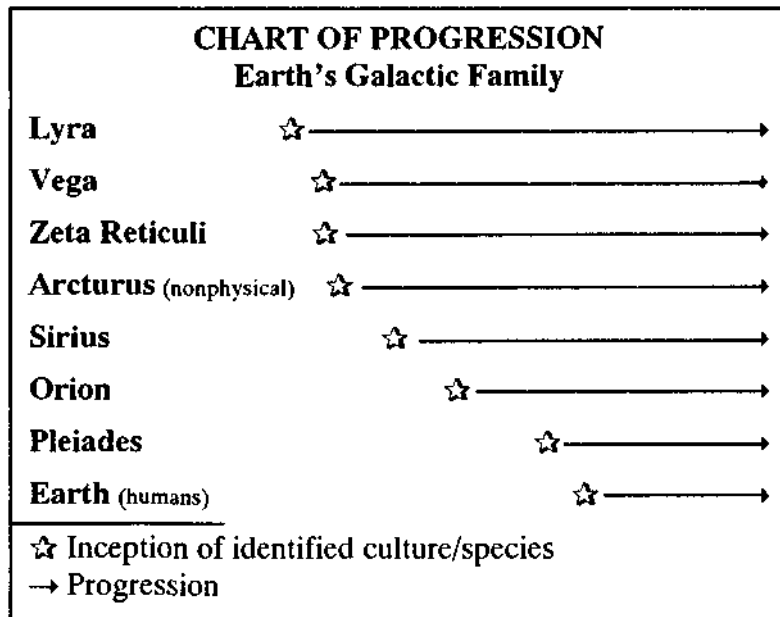 CHART OF PROGRESSION
Earth's Galactic Family
Lyra
Vega
Zeta Reticuli
Arcturus (nonphysical)
Sirius
Orion
Pleiades
Earth (humans)
☆ Inception of identified culture/species
→ Progression